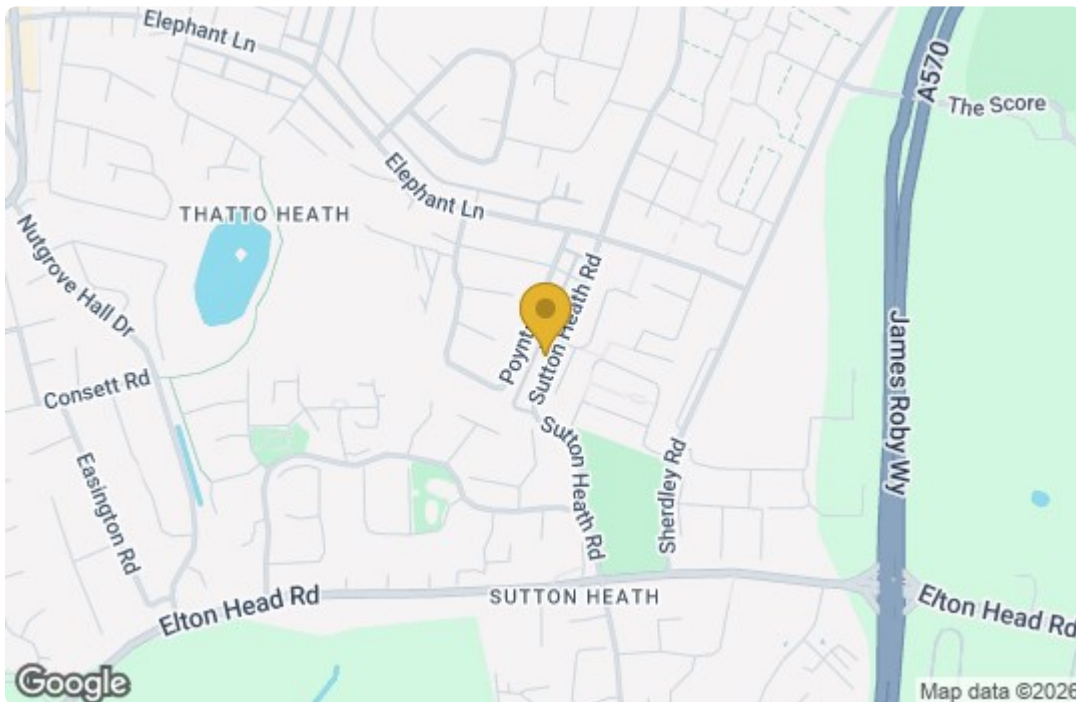 Elephant Ln
A570
The Score
Elephant Ln
THATTO HEATH
Nutgrove Hall Dr
Sutton Heath Rd
James Roby Wy
Consett Rd
Sutton Heath Rd
Sherdley Rd
Easington Rd
Elton Head Rd
SUTTON HEATH
Elton Head Rd
Google
Map data ©2026